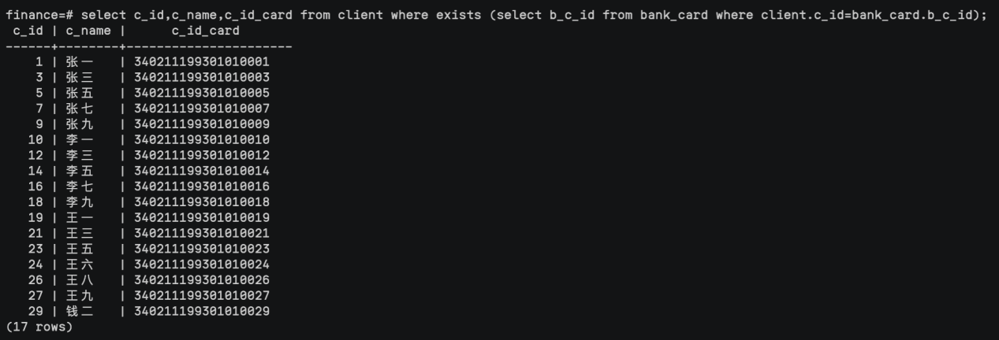 finance=# select c_id,c_name,c_id_card from client where exists (select b_c_id from bank_card where client.c_id=bank_card.b_c_id);
 c_id | c_name |      c_id_card
------+--------+----------------------
    1 | 张一   | 340211199301010001
    3 | 张三   | 340211199301010003
    5 | 张五   | 340211199301010005
    7 | 张七   | 340211199301010007
    9 | 张九   | 340211199301010009
   10 | 李一   | 340211199301010010
   12 | 李三   | 340211199301010012
   14 | 李五   | 340211199301010014
   16 | 李七   | 340211199301010016
   18 | 李九   | 340211199301010018
   19 | 王一   | 340211199301010019
   21 | 王三   | 340211199301010021
   23 | 王五   | 340211199301010023
   24 | 王六   | 340211199301010024
   26 | 王八   | 340211199301010026
   27 | 王九   | 340211199301010027
   29 | 钱二   | 340211199301010029
(17 rows)